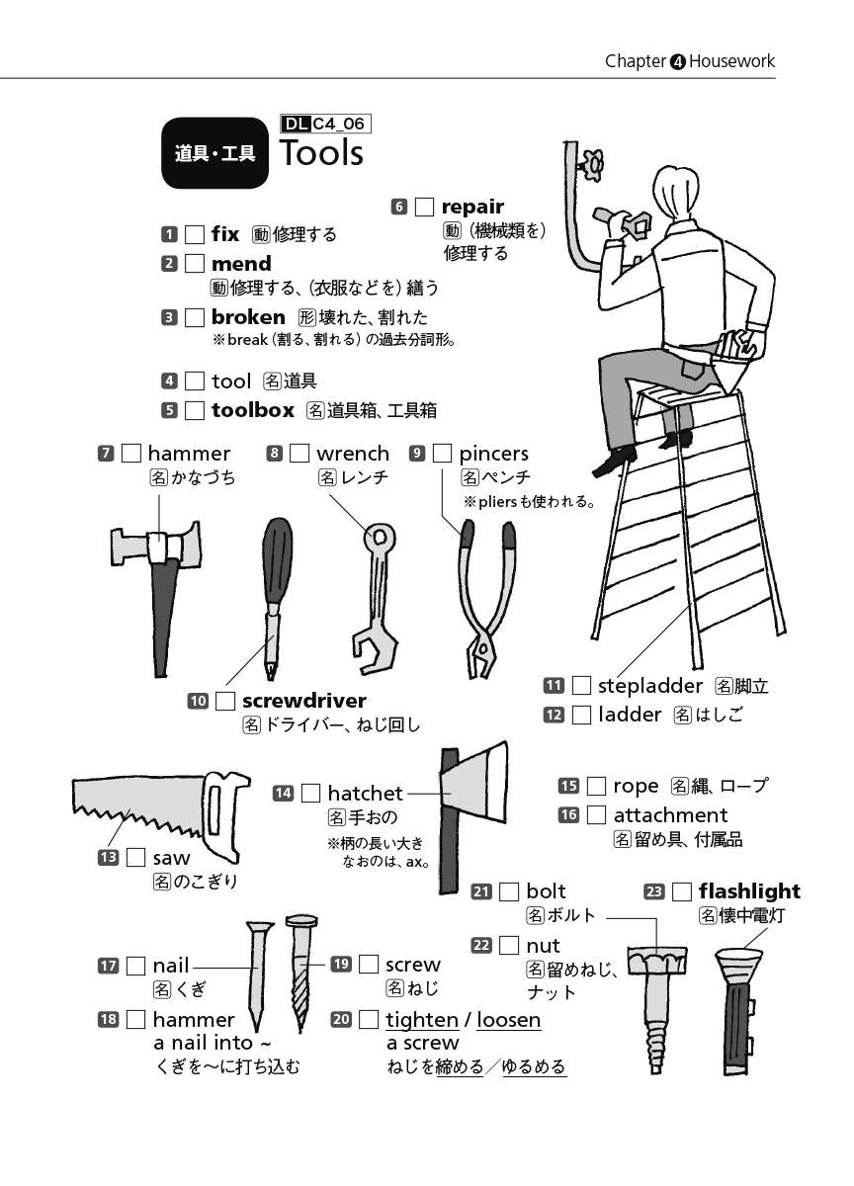 Chapter 4 Housework
道具・工具
DL C4_06
Tools
1 fix 動 修理する
2 mend
動 修理する、(衣服などを) 繕う
3 broken 形 壊れた、割れた
※break (割る、割れる) の過去分詞形。
4 tool 名 道具
5 toolbox 名 道具箱、工具箱
6 repair
動 (機械類を)
修理する
7 hammer
名 かなづち
8 wrench
名 レンチ
9 pincers
名 ペンチ
※pliersも使われる。
10 screwdriver
名 ドライバー、ねじ回し
11 stepladder 名 脚立
12 ladder 名 はしご
13 saw
名 のこぎり
14 hatchet
名 手おの
※柄の長い大き
なおのは、ax。
15 rope 名 縄、ロープ
16 attachment
名 留め具、付属品
17 nail
名 くぎ
18 hammer
a nail into ~
くぎを〜に打ち込む
19 screw
名 ねじ
20 tighten / loosen
a screw
ねじを締める／ゆるめる
21 bolt
名 ボルト
22 nut
名 留めねじ、
ナット
23 flashlight
名 懐中電灯